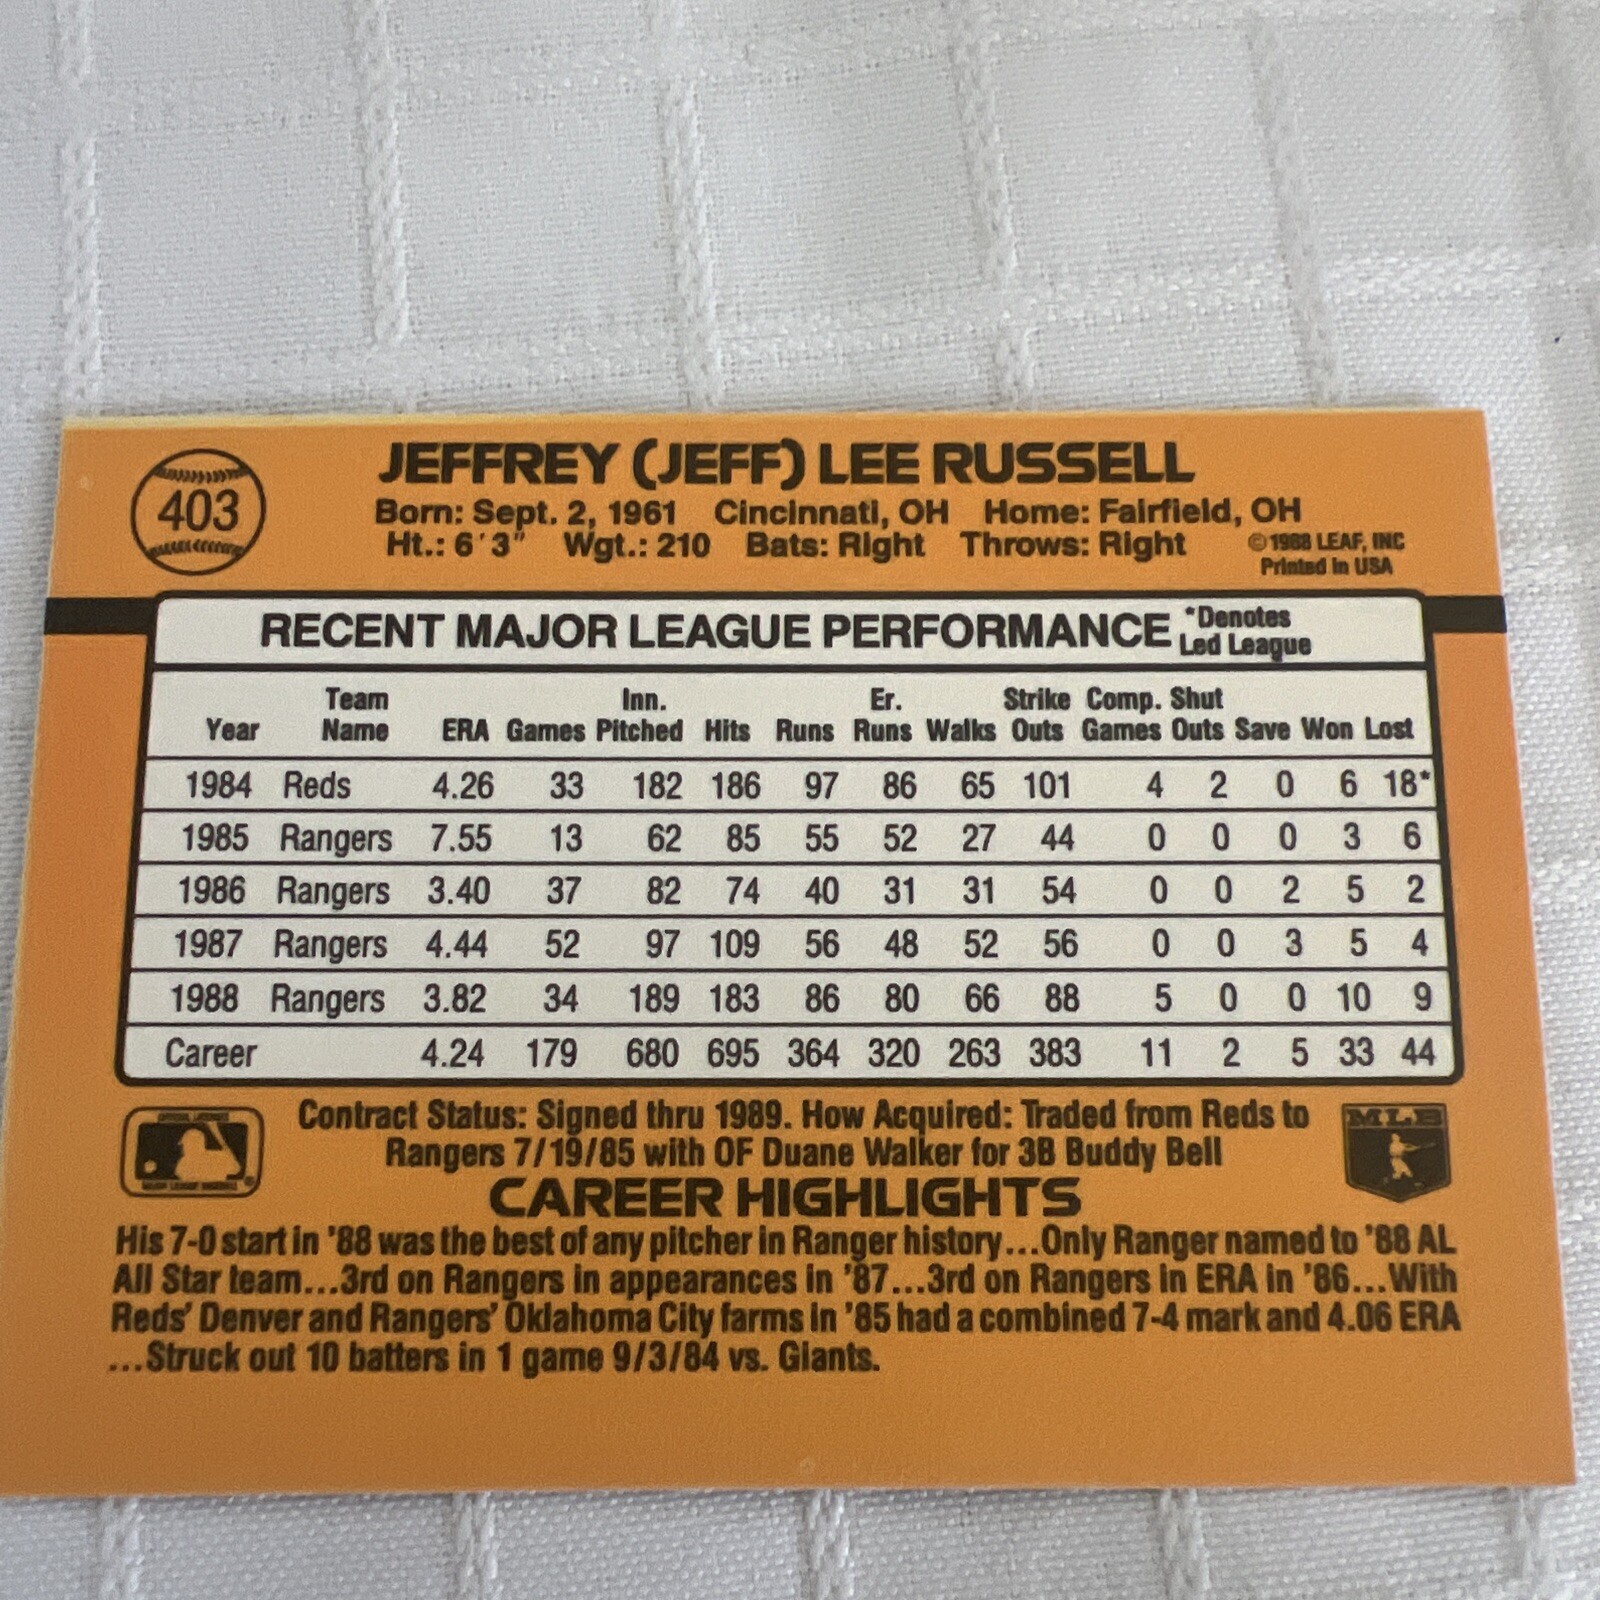 403
JEFFREY (JEFF) LEE RUSSELL
Born: Sept. 2, 1961 Cincinnati, OH Home: Fairfield, OH
Ht.: 6'3" Wgt.: 210 Bats: Right Throws: Right
©1988 LEAF, INC
Printed in USA
RECENT MAJOR LEAGUE PERFORMANCE
*Denotes
Led League
Year Team Name ERA Games Inn. Pitched Hits Runs Er. Runs Walks Strike Outs Comp. Games Shut Outs Save Won Lost
1984 Reds 4.26 33 182 186 97 86 65 101 4 2 0 6 18*
1985 Rangers 7.55 13 62 85 55 52 27 44 0 0 0 3 6
1986 Rangers 3.40 37 82 74 40 31 31 54 0 0 2 5 2
1987 Rangers 4.44 52 97 109 56 48 52 56 0 0 3 5 4
1988 Rangers 3.82 34 189 183 86 80 66 88 5 0 0 10 9
Career 4.24 179 680 695 364 320 263 383 11 2 5 33 44
Contract Status: Signed thru 1989. How Acquired: Traded from Reds to
Rangers 7/19/85 with OF Duane Walker for 3B Buddy Bell
MLB
CAREER HIGHLIGHTS
His 7-0 start in '88 was the best of any pitcher in Ranger history...Only Ranger named to '88 AL
All Star team...3rd on Rangers in appearances in '87...3rd on Rangers in ERA in '86...With
Reds' Denver and Rangers' Oklahoma City farms in '85 had a combined 7-4 mark and 4.06 ERA
...Struck out 10 batters in 1 game 9/3/84 vs. Giants.